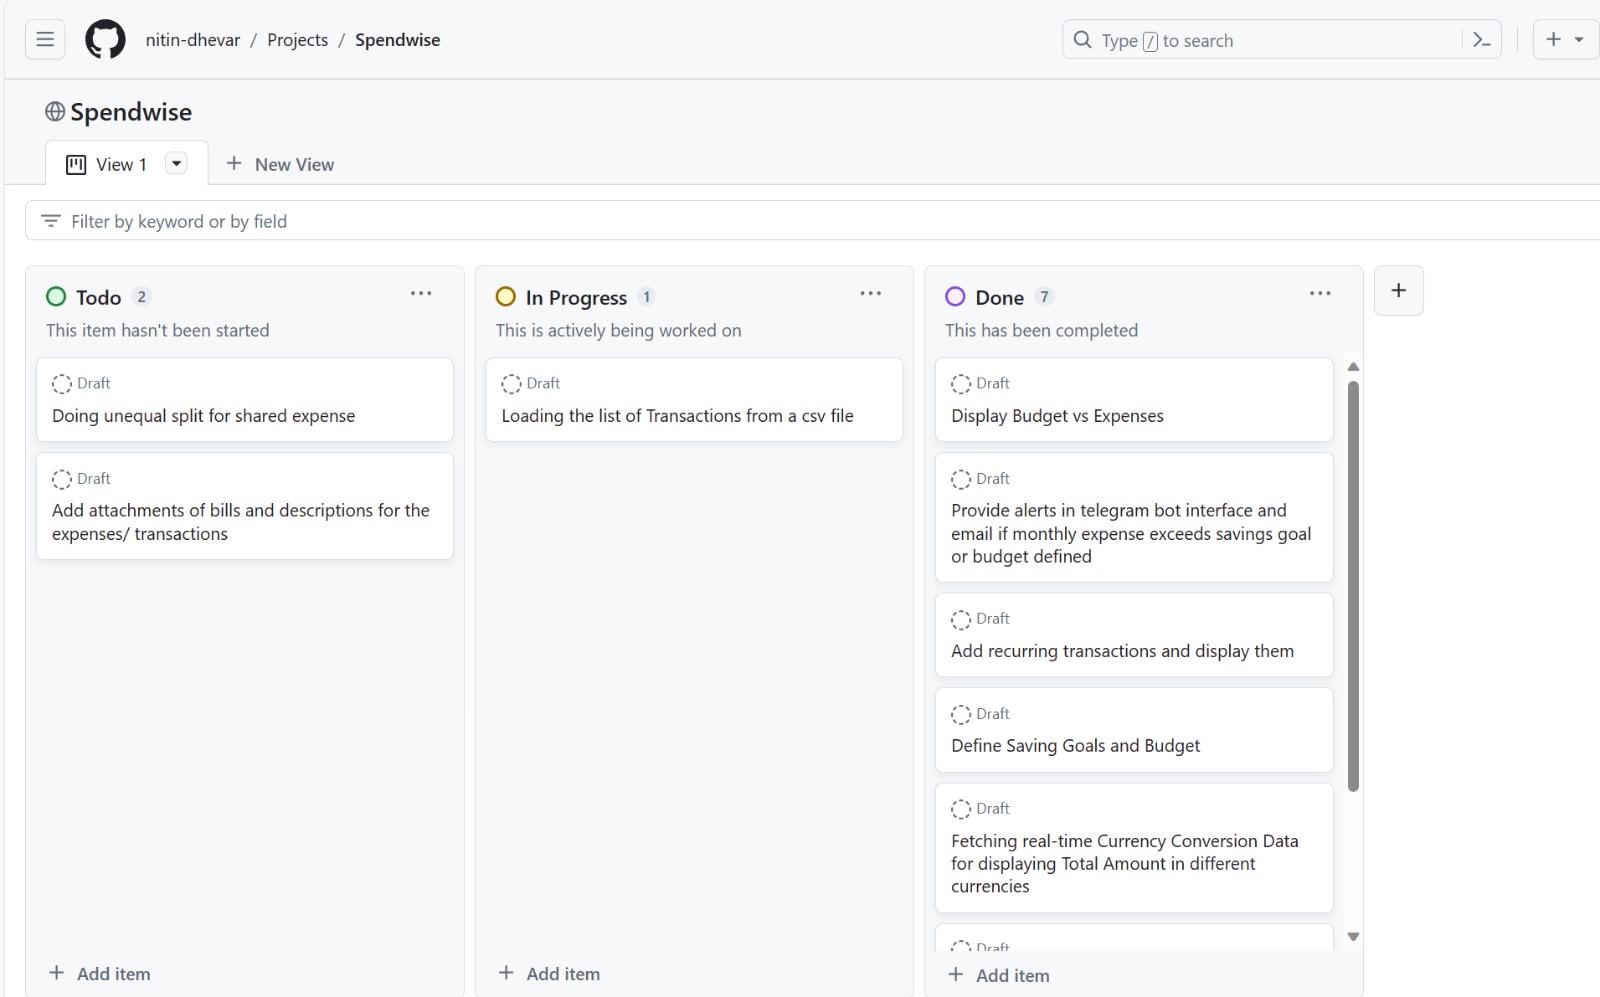 nitin-dhevar / Projects / Spendwise
Type / to search
Spendwise
View 1
New View
Filter by keyword or by field
Todo 2
This item hasn't been started
Draft
Doing unequal split for shared expense
Draft
Add attachments of bills and descriptions for the
expenses/ transactions
Add item
In Progress 1
This is actively being worked on
Draft
Loading the list of Transactions from a csv file
Add item
Done 7
This has been completed
Draft
Display Budget vs Expenses
Draft
Provide alerts in telegram bot interface and
email if monthly expense exceeds savings goal
or budget defined
Draft
Add recurring transactions and display them
Draft
Define Saving Goals and Budget
Draft
Fetching real-time Currency Conversion Data
for displaying Total Amount in different
currencies
Draft
Add item